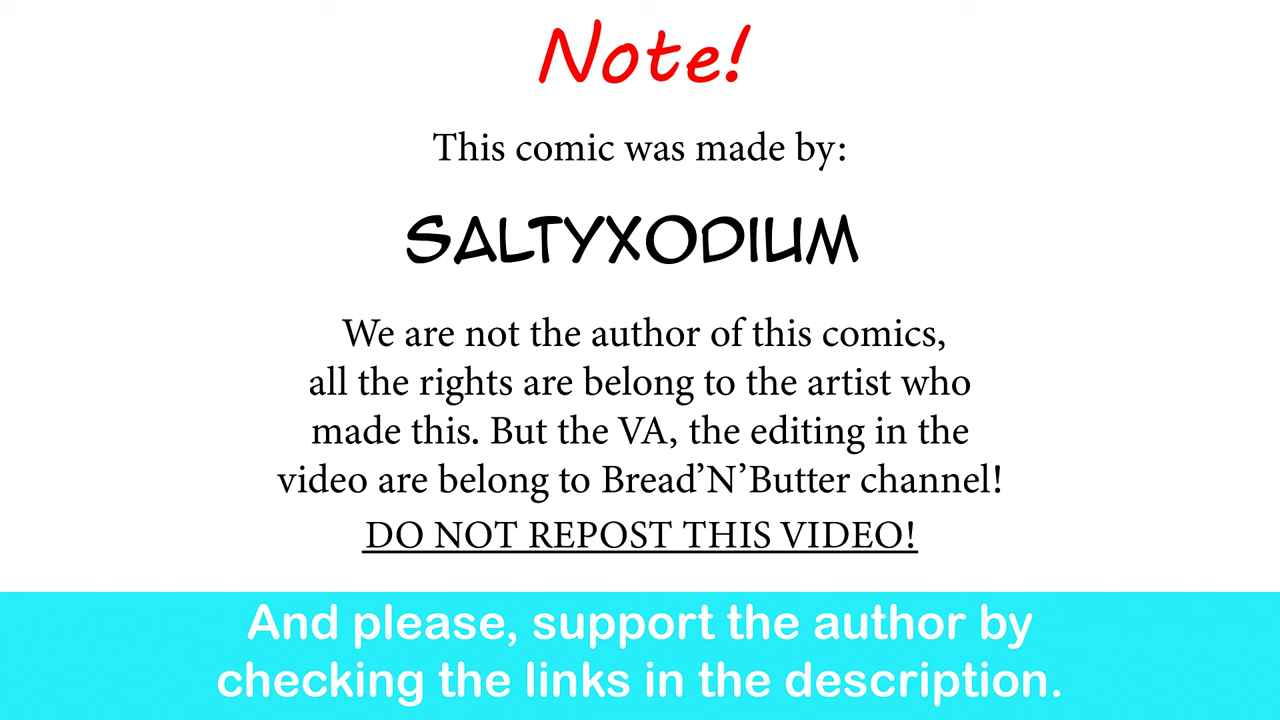 Note!
This comic was made by:
SALTYXODIUM
We are not the author of this comics,
all the rights are belong to the artist who
made this. But the VA, the editing in the
video are belong to Bread’N’Butter channel!
DO NOT REPOST THIS VIDEO!
And please, support the author by
checking the links in the description.